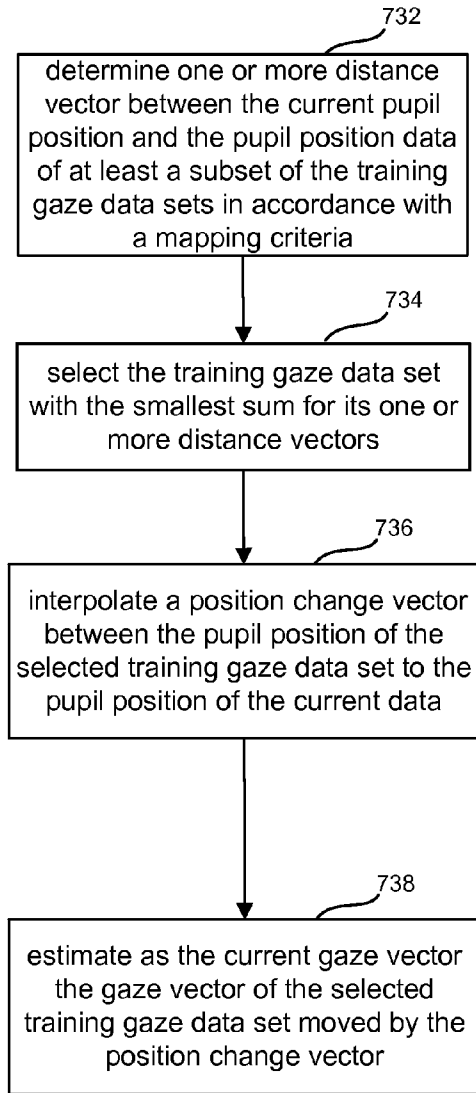 732
determine one or more distance
vector between the current pupil
position and the pupil position data
of at least a subset of the training
gaze data sets in accordance with
a mapping criteria
734
select the training gaze data set
with the smallest sum for its one or
more distance vectors
736
interpolate a position change vector
between the pupil position of the
selected training gaze data set to the
pupil position of the current data
738
estimate as the current gaze vector
the gaze vector of the selected
training gaze data set moved by the
position change vector